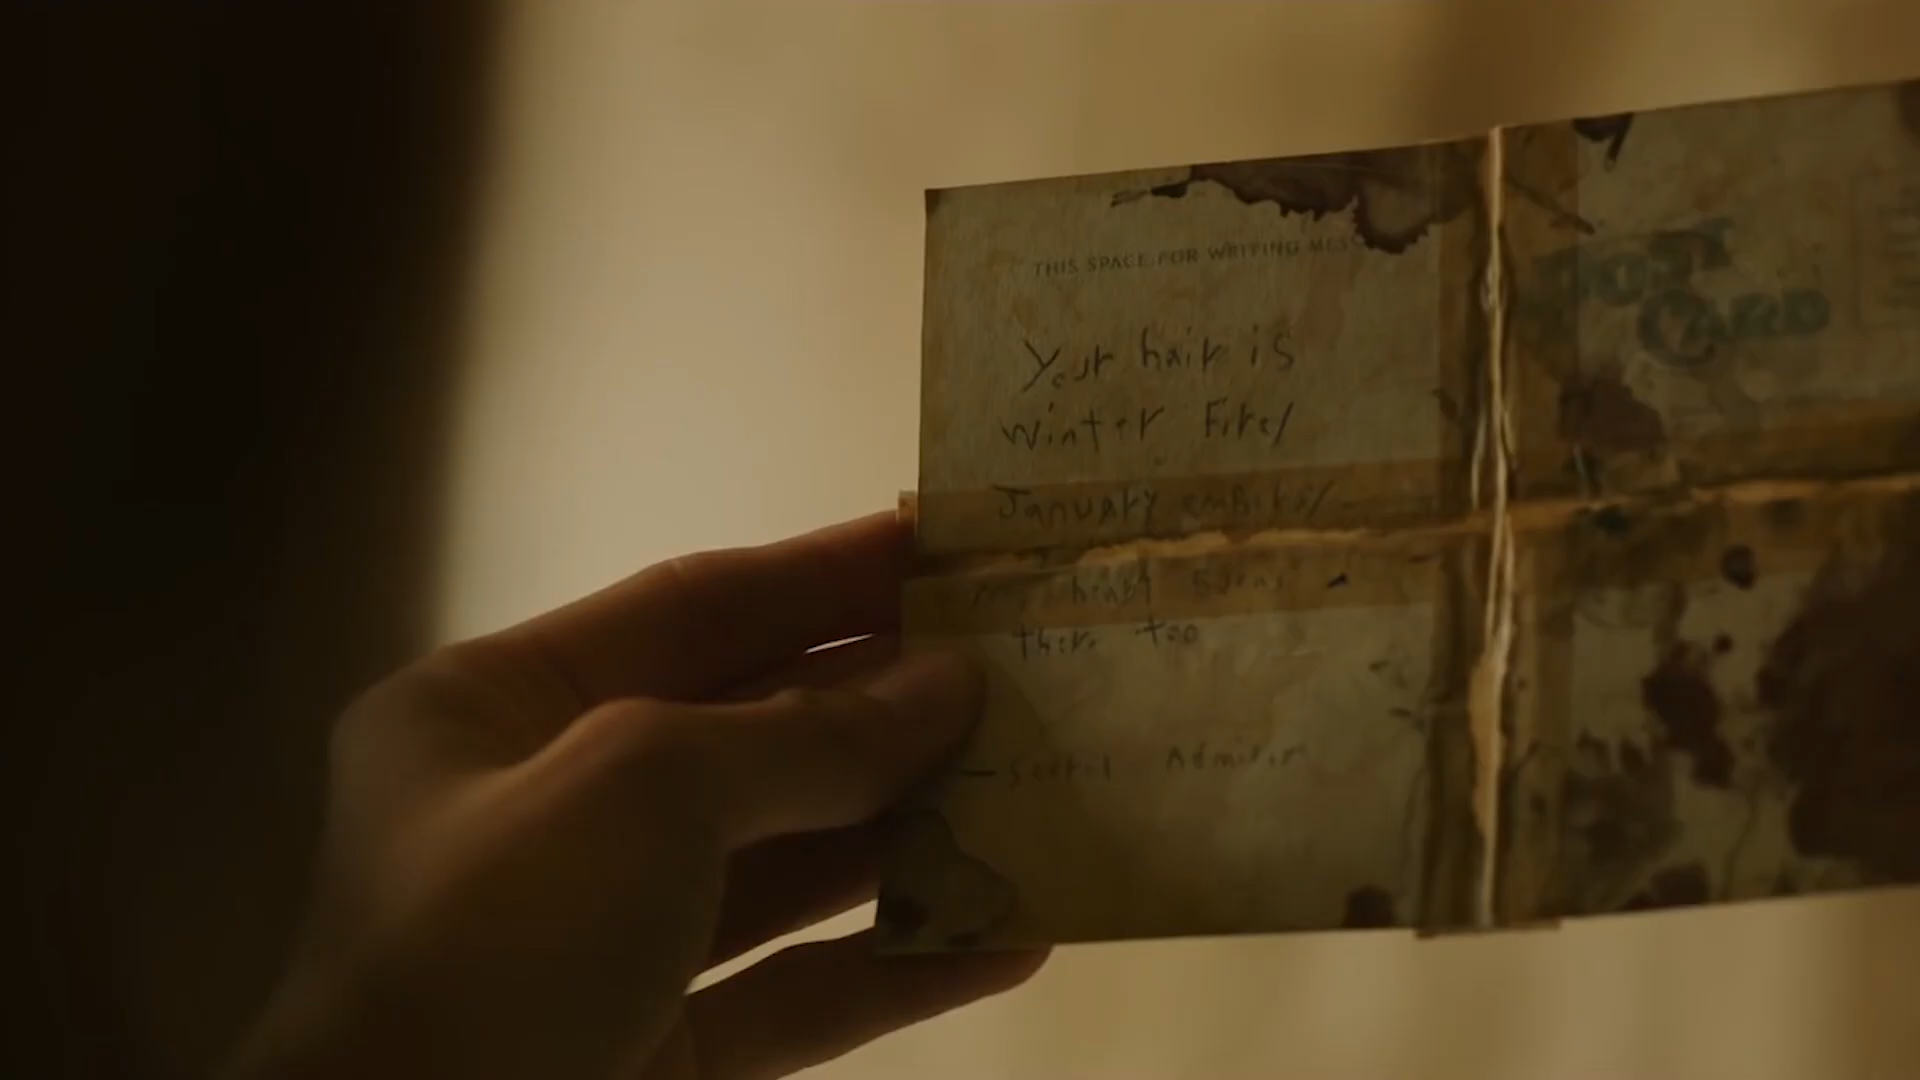 THIS SPACE FOR WRITING MES
POST
CARD
Your hair is
winter fire/
January embers/
my heart burns
there too
- Secret Admirer